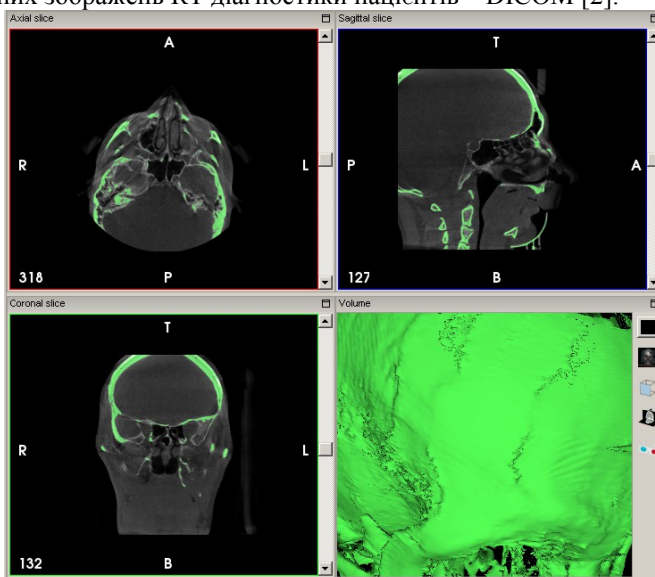 них зображень КТ діагностики пацієнтів – DICOM [2].
Axial slice
A
R
L
318
P
Sagittal slice
T
P
A
127
B
Coronal slice
T
R
L
132
B
Volume